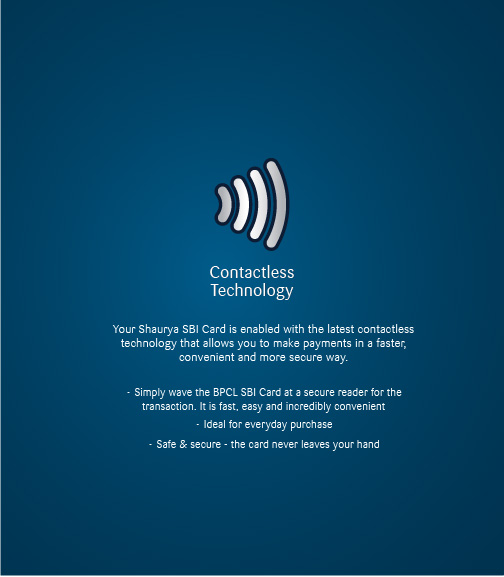 Contactless
Technology
Your Shaurya SBI Card is enabled with the latest contactless
technology that allows you to make payments in a faster,
convenient and more secure way.
- Simply wave the BPCL SBI Card at a secure reader for the
transaction. It is fast, easy and incredibly convenient
- Ideal for everyday purchase
- Safe & secure - the card never leaves your hand